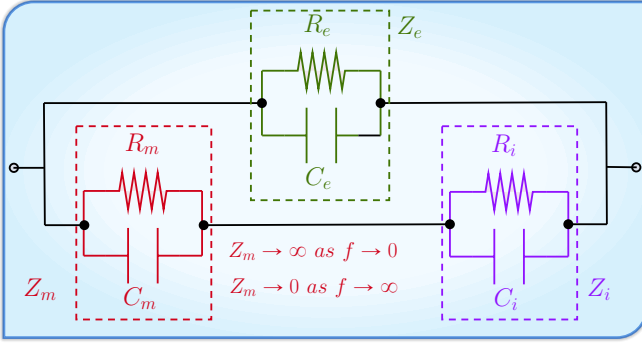 R_e
Z_e
C_e
R_m
R_i
Z_m → ∞ as f → 0
Z_m → 0 as f → ∞
Z_m
C_m
C_i
Z_i